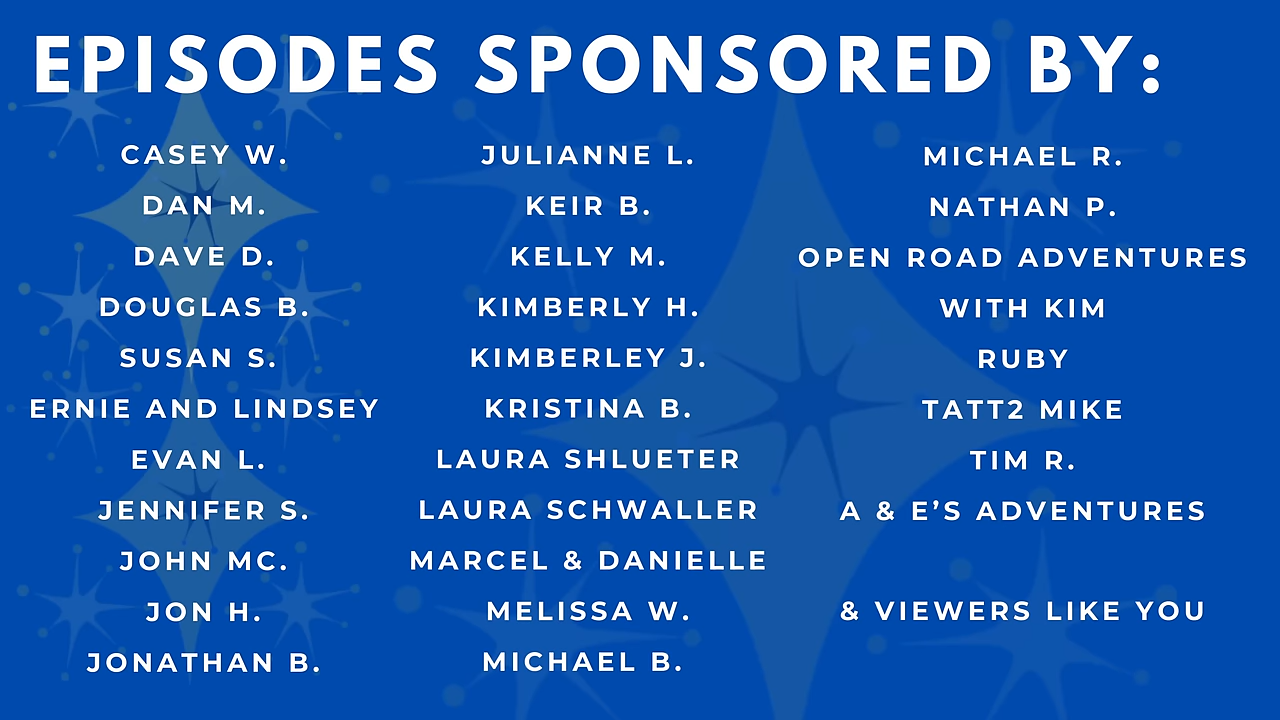 EPISODES SPONSORED BY:
CASEY W.
DAN M.
DAVE D.
DOUGLAS B.
SUSAN S.
ERNIE AND LINDSEY
EVAN L.
JENNIFER S.
JOHN MC.
JON H.
JONATHAN B.
JULIANNE L.
KEIR B.
KELLY M.
KIMBERLY H.
KIMBERLEY J.
KRISTINA B.
LAURA SHLUETER
LAURA SCHWALLER
MARCEL & DANIELLE
MELISSA W.
MICHAEL B.
MICHAEL R.
NATHAN P.
OPEN ROAD ADVENTURES
WITH KIM
RUBY
TATT2 MIKE
TIM R.
A & E’S ADVENTURES
& VIEWERS LIKE YOU